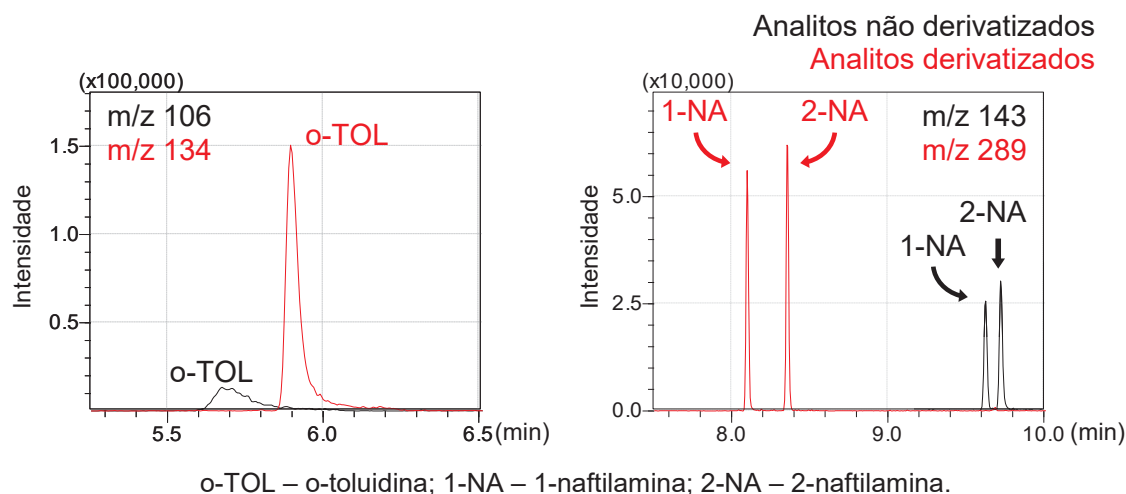 Analitos não derivatizados
Analitos derivatizados
(x100,000)
m/z 106
m/z 134
o-TOL
o-TOL
1.5
1.0
0.5
Intensidade
5.5 6.0 6.5 (min)
(x10,000)
1-NA
2-NA
m/z 143
m/z 289
2-NA
1-NA
5.0
2.5
0.0
Intensidade
8.0 9.0 10.0 (min)
o-TOL – o-toluidina; 1-NA – 1-naftilamina; 2-NA – 2-naftilamina.